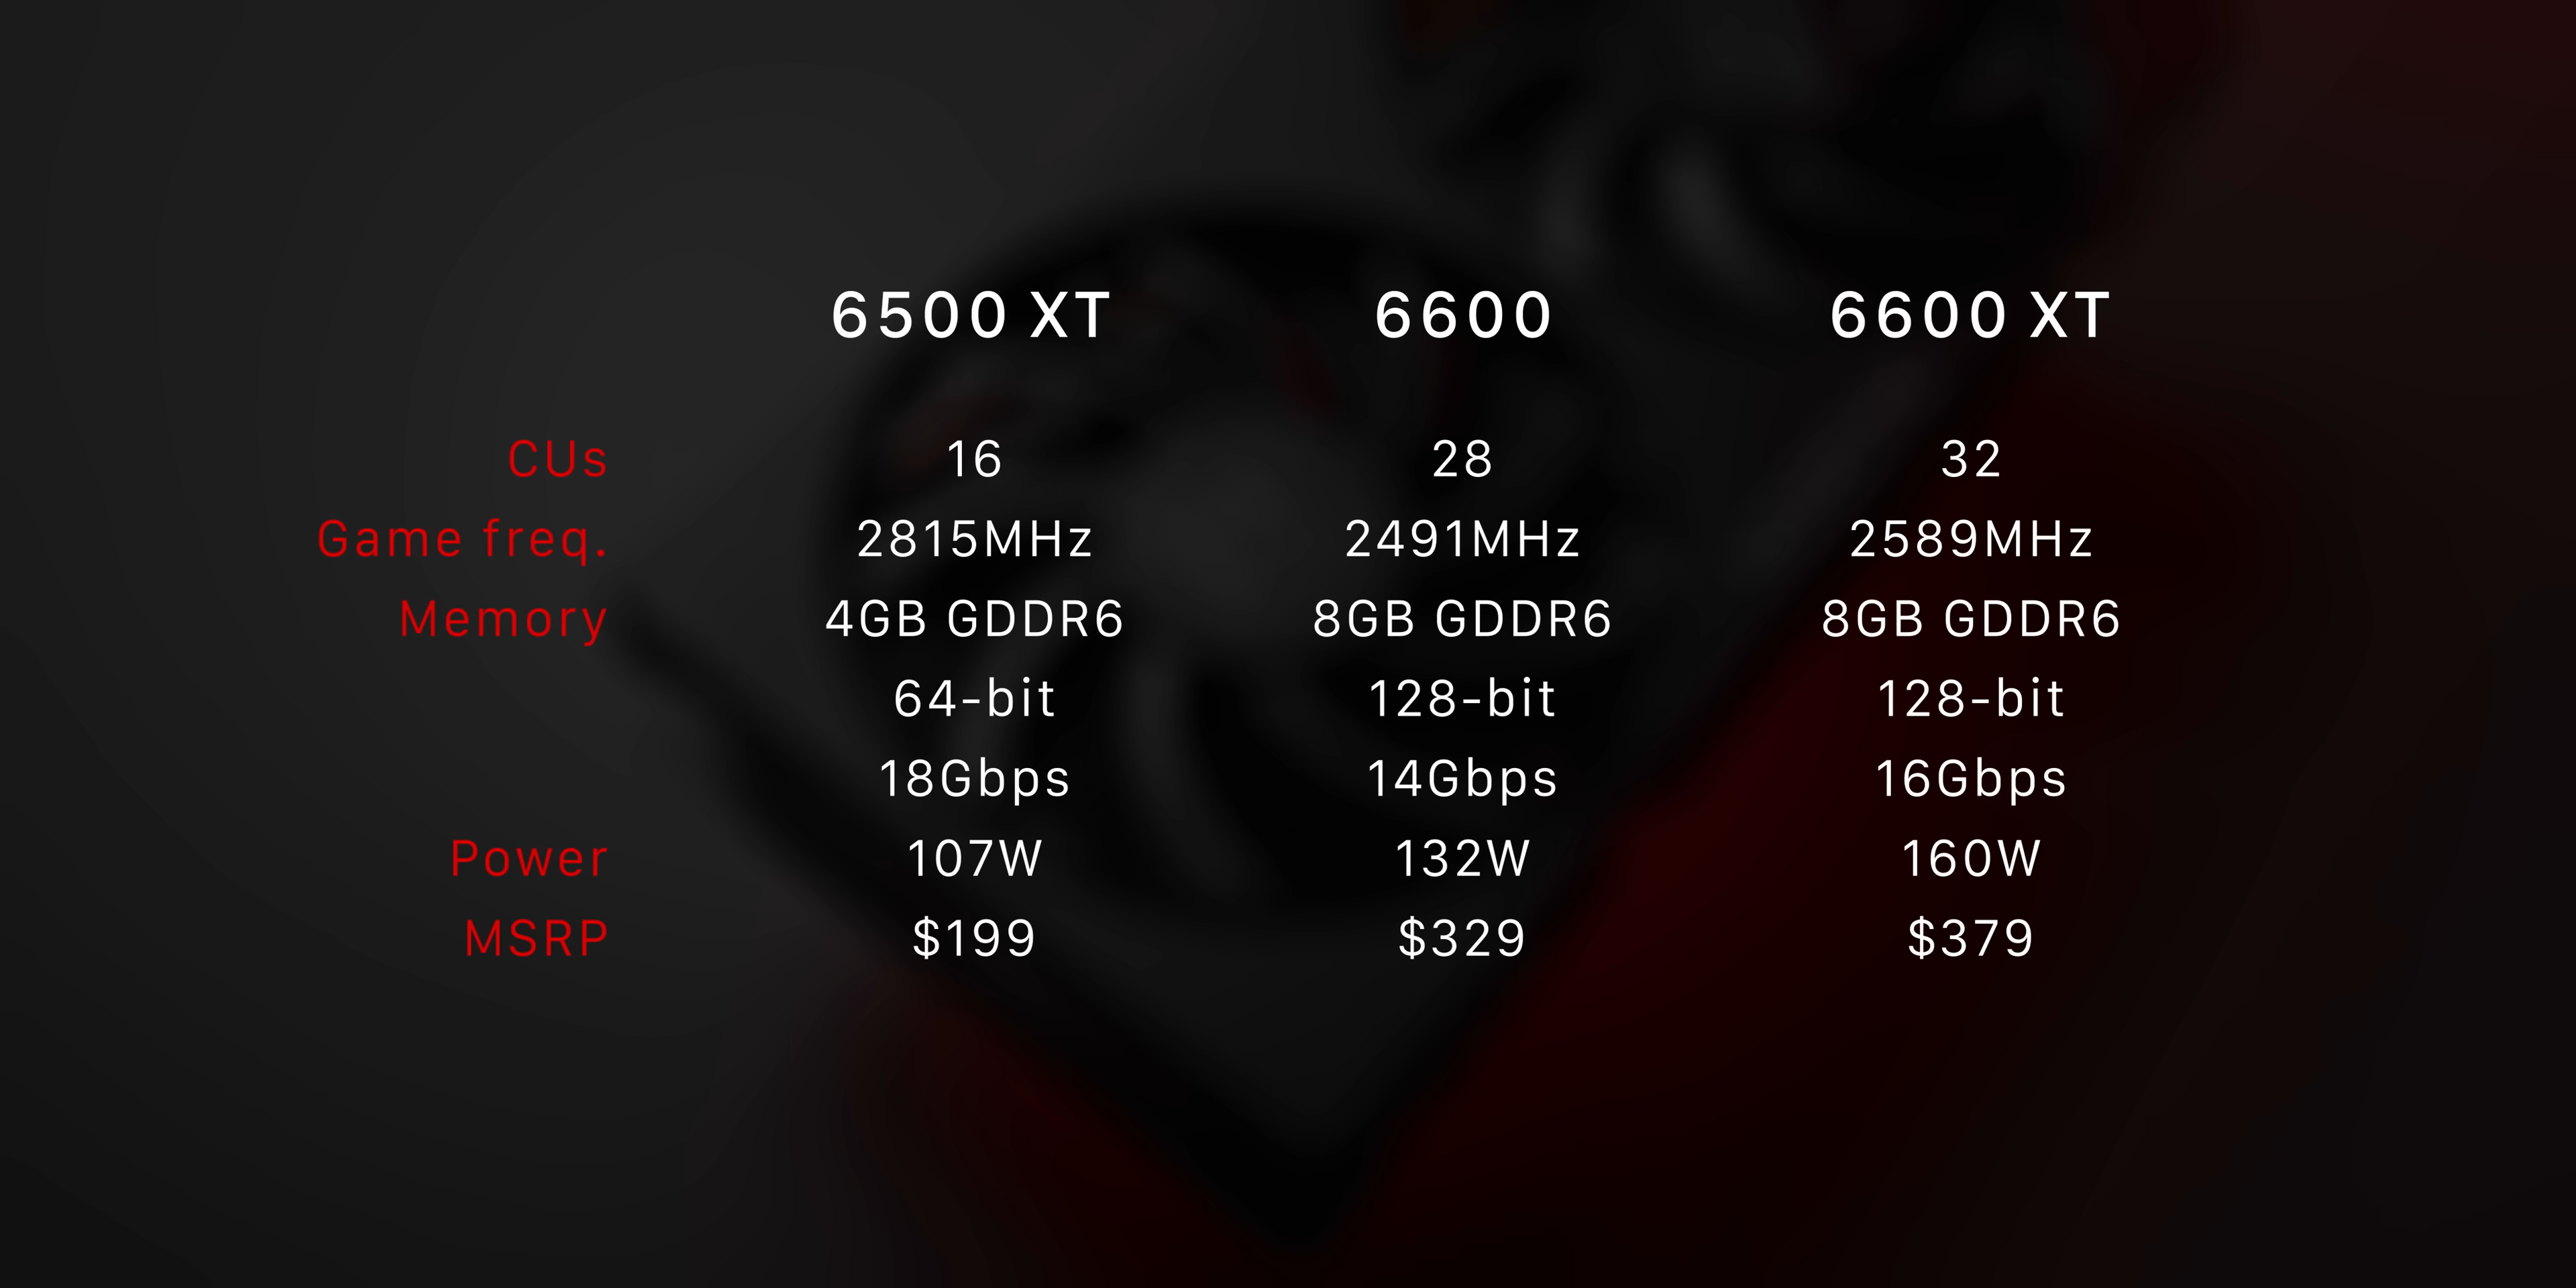 6500 XT 6600 6600 XT
CUs 16 28 32
Game freq. 2815MHz 2491MHz 2589MHz
Memory 4GB GDDR6 8GB GDDR6 8GB GDDR6
64-bit 128-bit 128-bit
18Gbps 14Gbps 16Gbps
Power 107W 132W 160W
MSRP $199 $329 $379